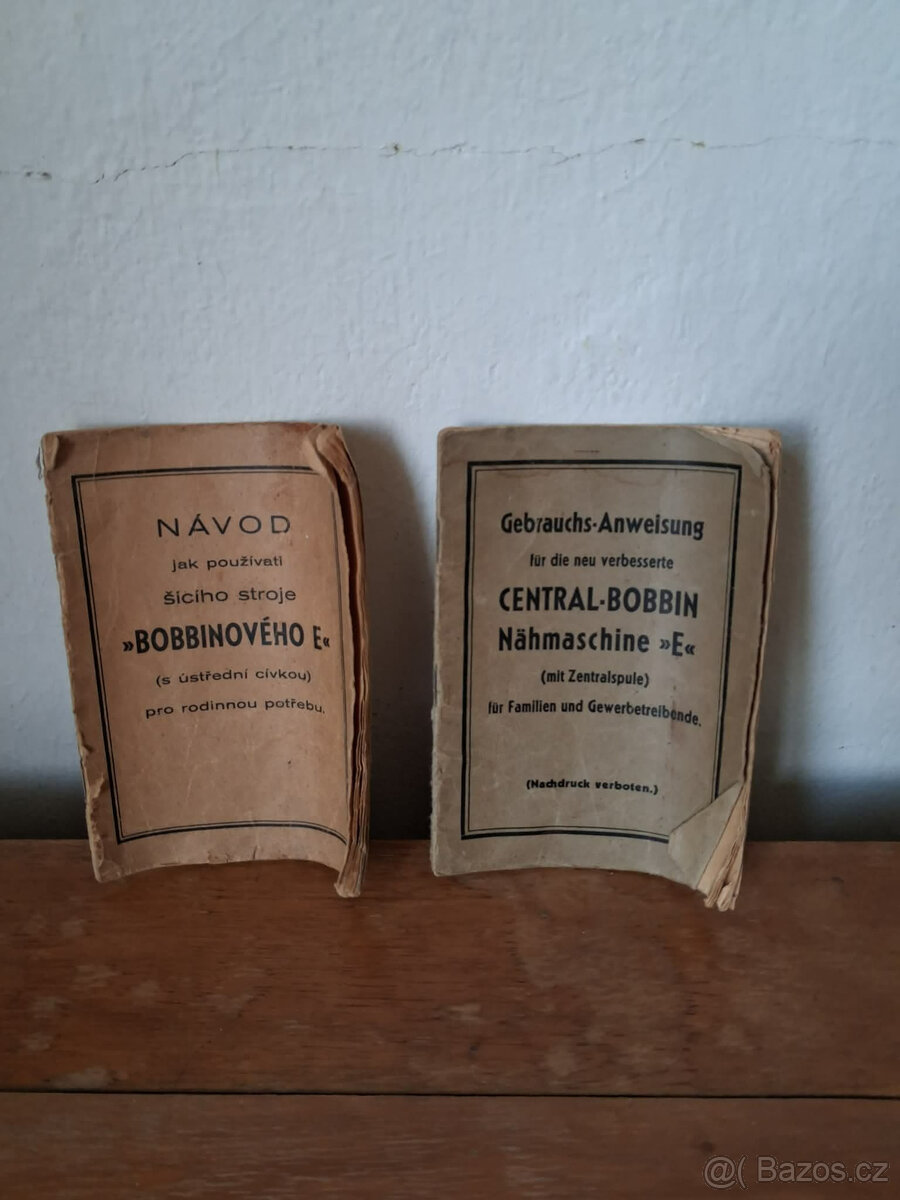 NÁVOD
jak používati
šicího stroje
»BOBBINOVÉHO E«
(s ústřední cívkou)
pro rodinnou potřebu.
Gebrauchs-Anweisung
für die neu verbesserte
CENTRAL-BOBBIN
Nähmaschine »E«
(mit Zentralspule)
für Familien und Gewerbetreibende.
(Nachdruck verboten.)
@( Bazos.cz